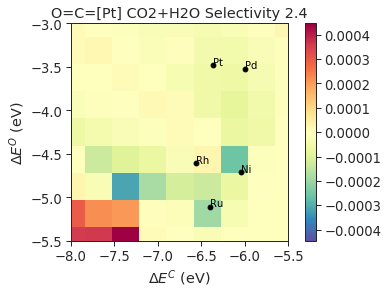 O=C=[Pt] CO2+H2O Selectivity 2.4
−3.0
−3.5
−4.0
−4.5
−5.0
−5.5
ΔE^O (eV)
Pt
Pd
Rh
Ni
Ru
−8.0 −7.5 −7.0 −6.5 −6.0 −5.5
ΔE^C (eV)
0.0004
0.0003
0.0002
0.0001
0.0000
−0.0001
−0.0002
−0.0003
−0.0004